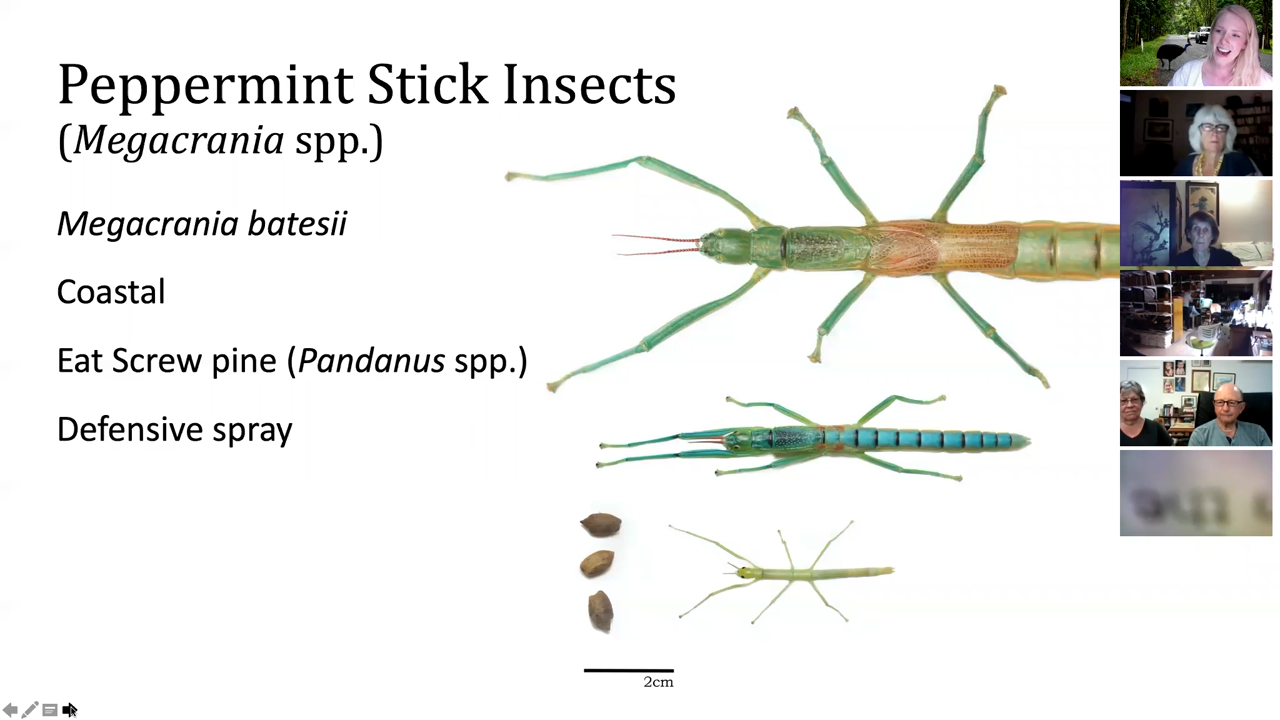 Peppermint Stick Insects
(Megacrania spp.)
Megacrania batesii
Coastal
Eat Screw pine (Pandanus spp.)
Defensive spray
2cm